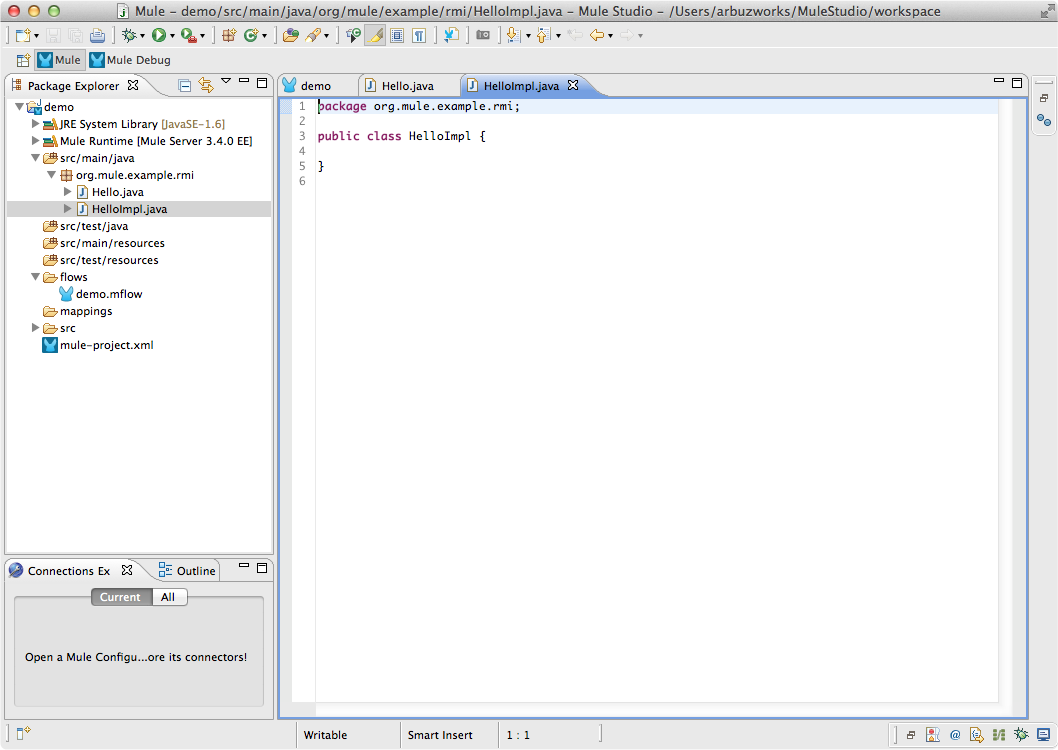 Mule – demo/src/main/java/org/mule/example/rmi/HelloImpl.java – Mule Studio – /Users/arbuzworks/MuleStudio/workspace
Mule
Mule Debug
Package Explorer
demo
JRE System Library [JavaSE-1.6]
Mule Runtime [Mule Server 3.4.0 EE]
src/main/java
org.mule.example.rmi
Hello.java
HelloImpl.java
src/test/java
src/main/resources
src/test/resources
flows
demo.mflow
mappings
src
mule-project.xml
demo
Hello.java
HelloImpl.java
1 package org.mule.example.rmi;
2
3 public class HelloImpl {
4
5 }
6
Connections Ex
Outline
Current
All
Open a Mule Configu...ore its connectors!
Writable
Smart Insert
1 : 1